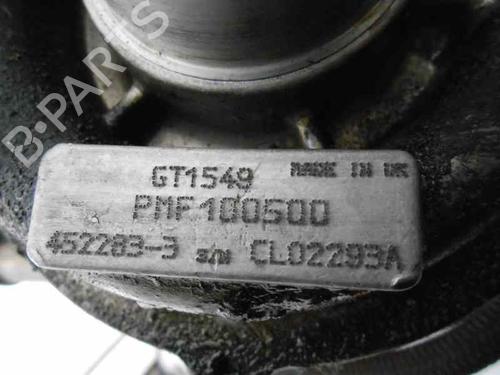 B-PARTS
GT1549 MADE IN UK
PMF100500
452283-3 S/N CL02293A